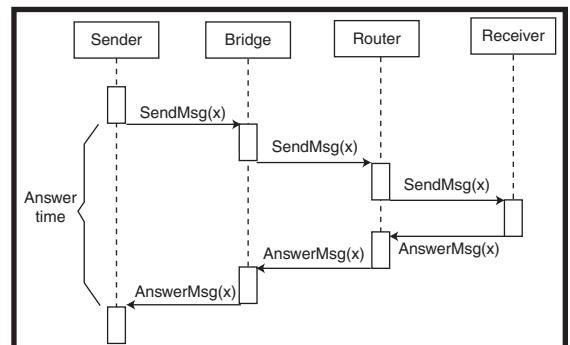 Sender
Bridge
Router
Receiver
SendMsg(x)
SendMsg(x)
SendMsg(x)
Answer
time
AnswerMsg(x)
AnswerMsg(x)
AnswerMsg(x)